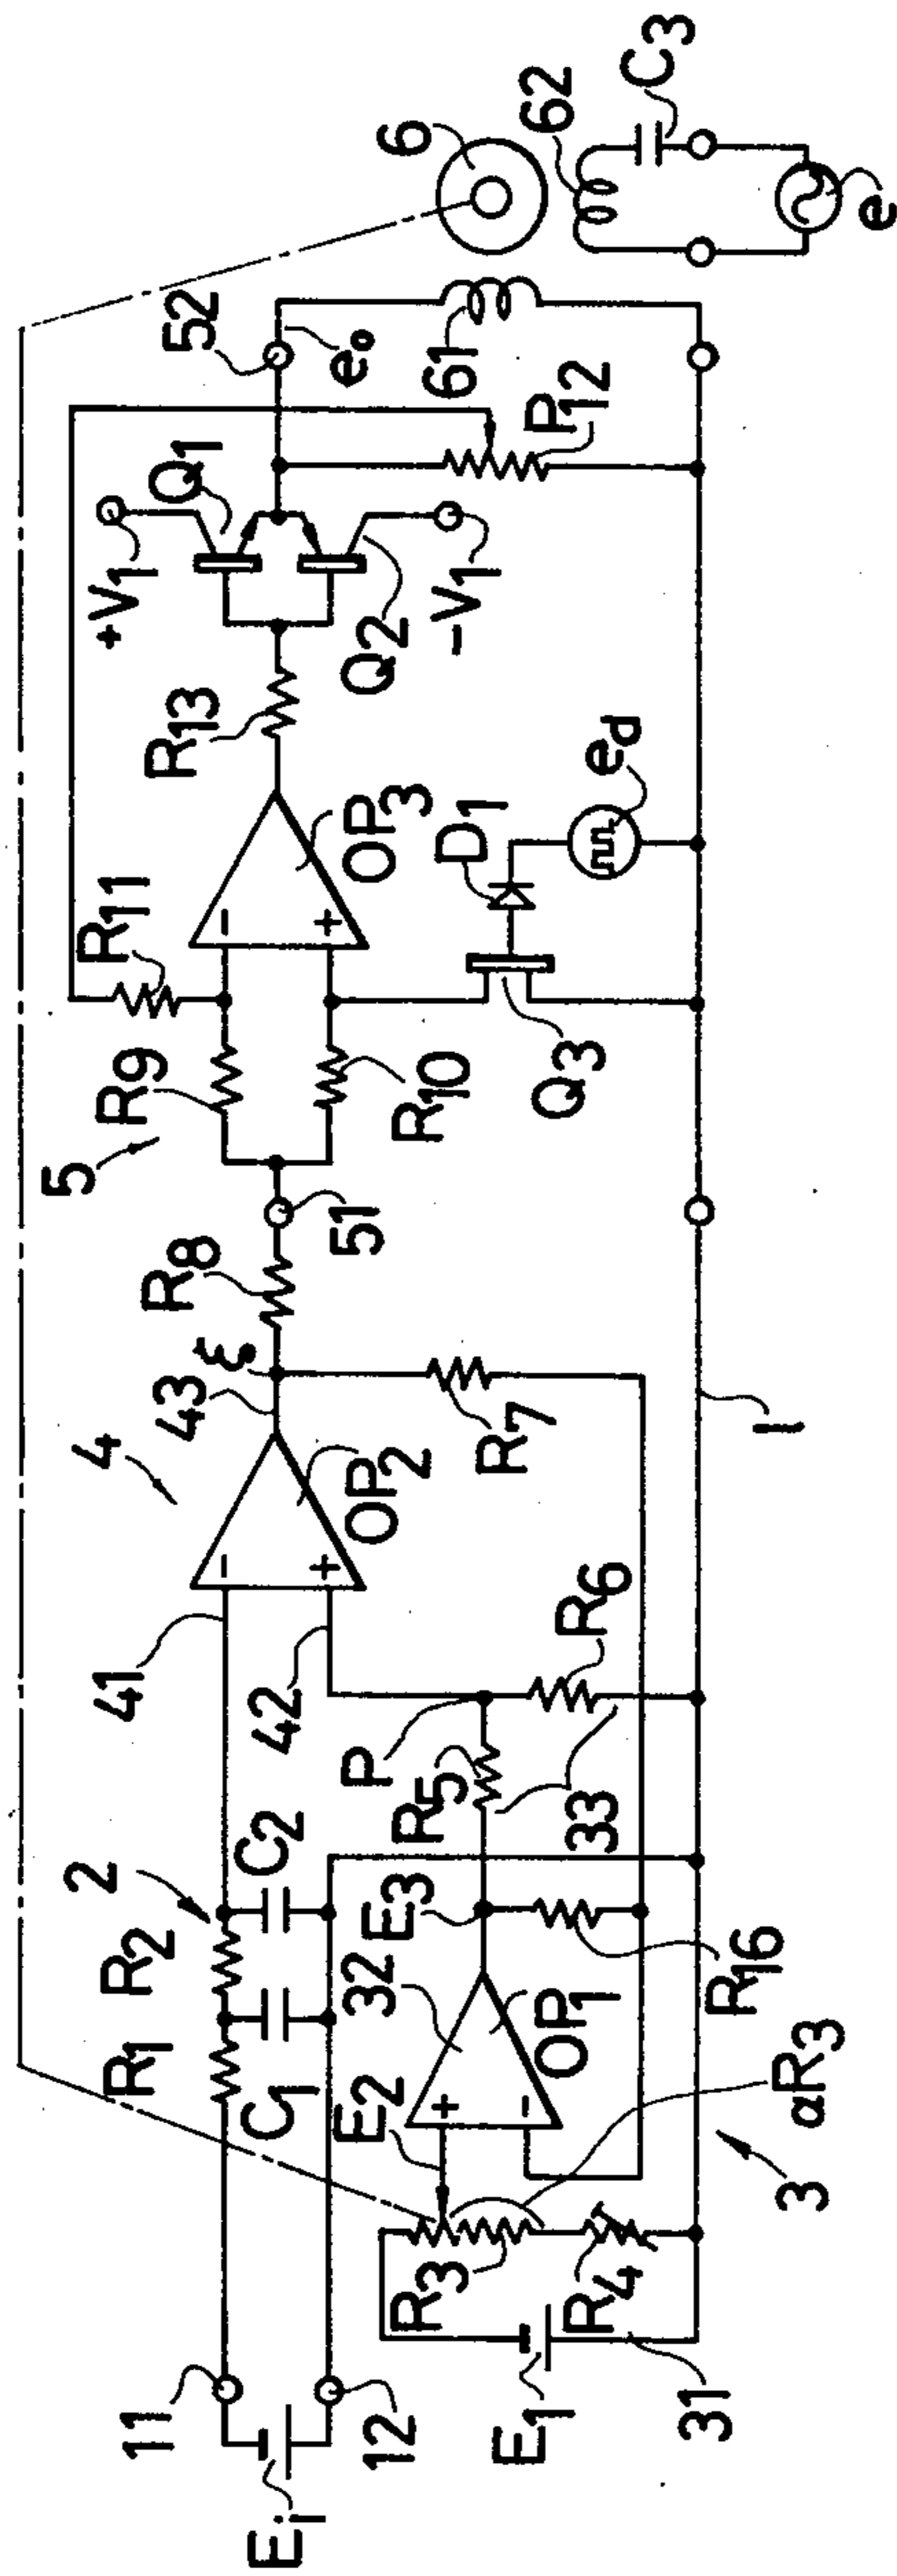 Ei
11
12
R1
R2
2
C1
C2
41
42
4
43
OP2
ε
R8
51
5
R9
R10
R11
OP3
R13
+V1
Q1
Q2
-V1
52
eo
61
P12
6
62
C3
e
E1
31
R3
R4
αR3
3
E2
32
OP1
E3
R16
R5
33
P
R6
R7
1
Q3
D1
ed
-
+
-
+
+
-